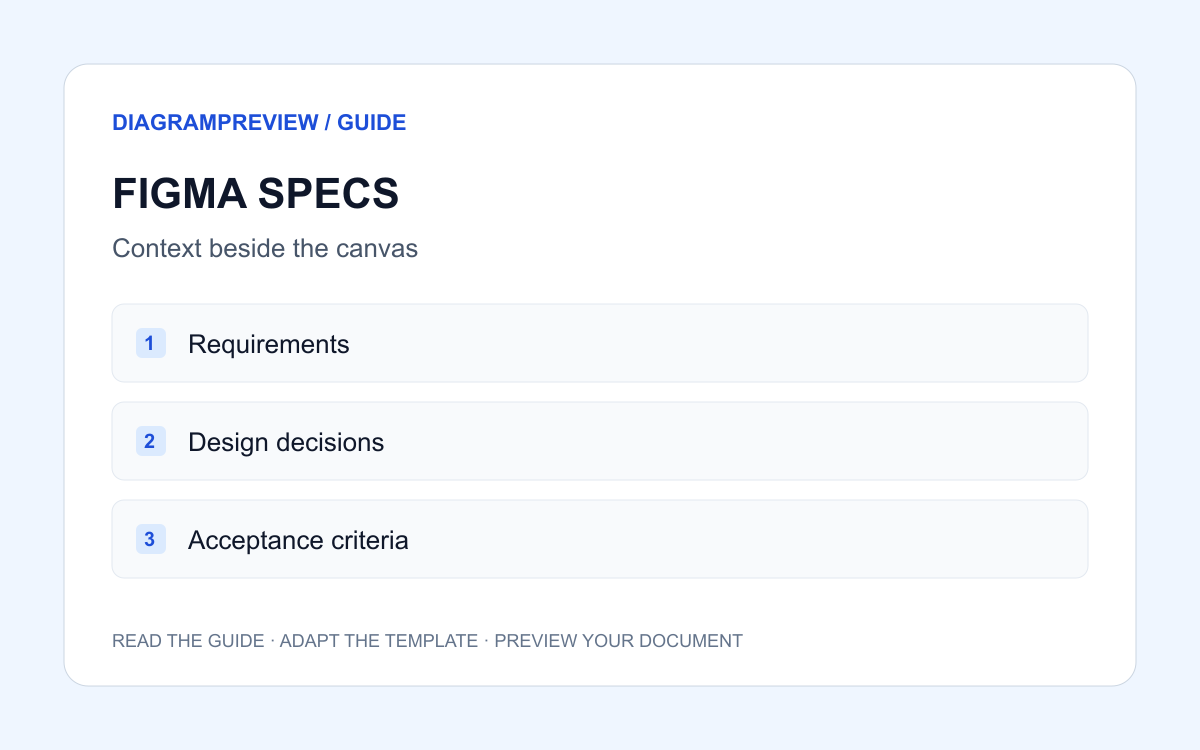 DIAGRAMPREVIEW / GUIDE
FIGMA SPECS
Context beside the canvas
1 Requirements
2 Design decisions
3 Acceptance criteria
READ THE GUIDE · ADAPT THE TEMPLATE · PREVIEW YOUR DOCUMENT